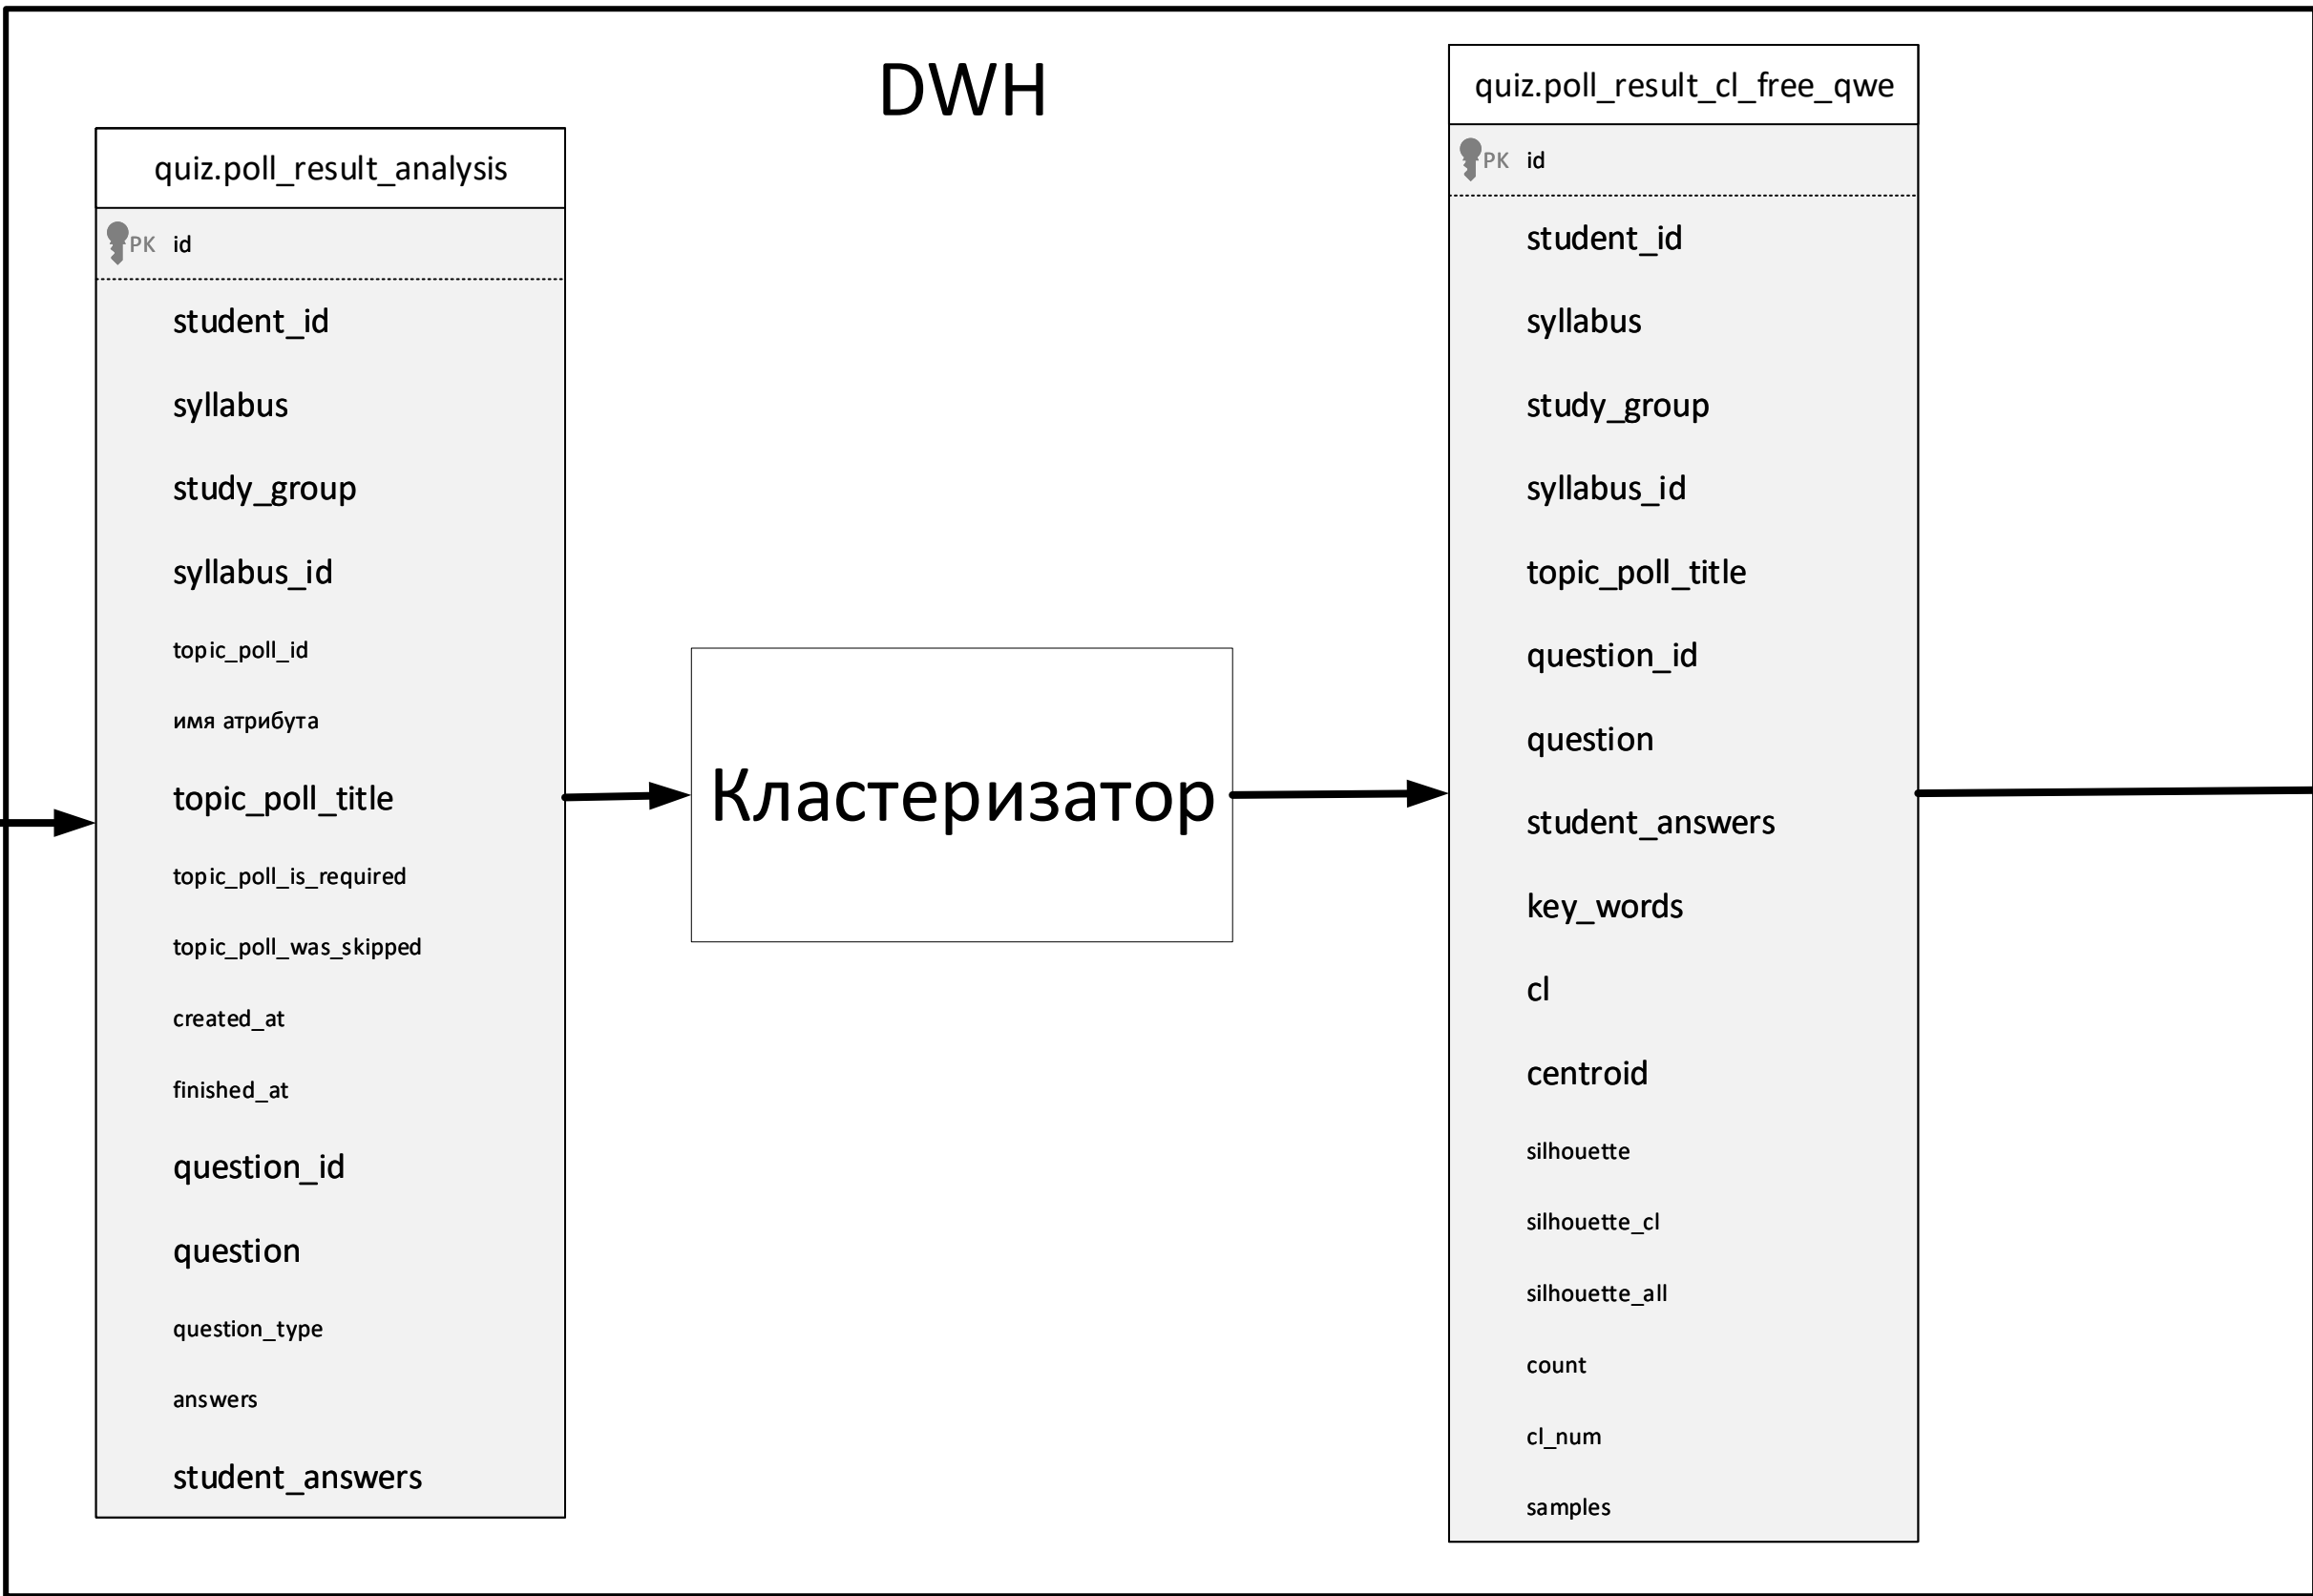 DWH
quiz.poll_result_analysis
PK id
student_id
syllabus
study_group
syllabus_id
topic_poll_id
имя атрибута
topic_poll_title
topic_poll_is_required
topic_poll_was_skipped
created_at
finished_at
question_id
question
question_type
answers
student_answers
Кластеризатор
quiz.poll_result_cl_free_qwe
PK id
student_id
syllabus
study_group
syllabus_id
topic_poll_title
question_id
question
student_answers
key_words
cl
centroid
silhouette
silhouette_cl
silhouette_all
count
cl_num
samples